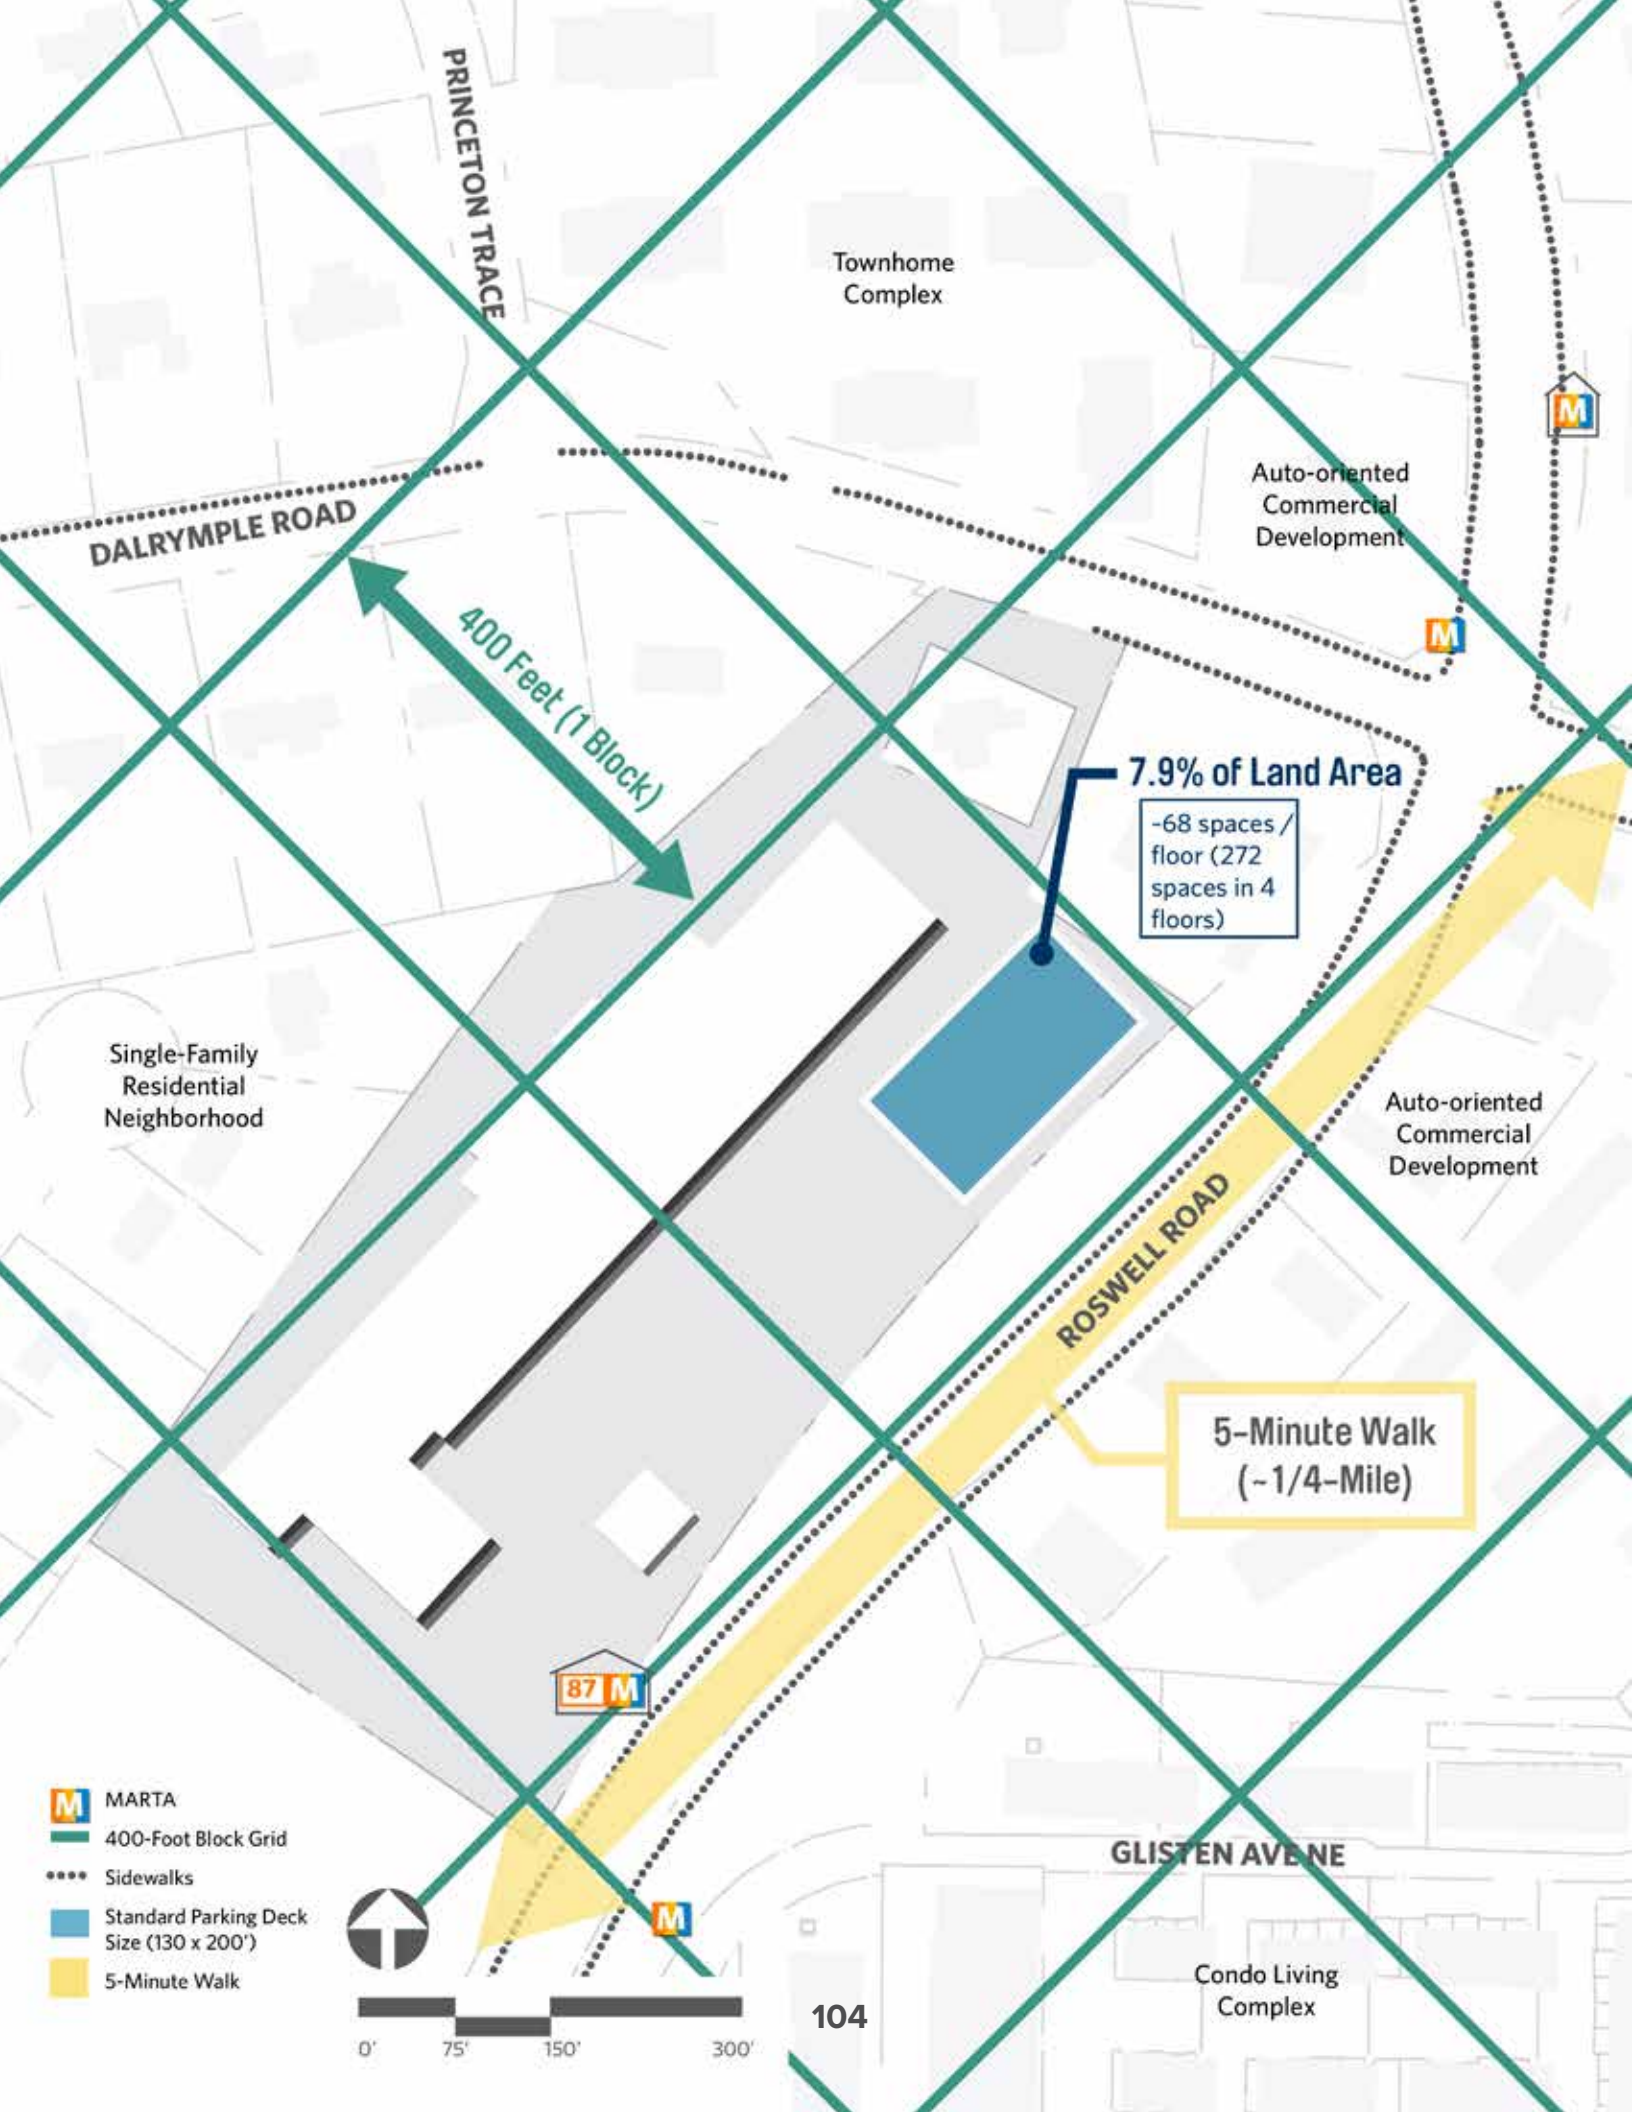 PRINCETON TRACE
Townhome
Complex
M
Auto-oriented
Commercial
Development
DALRYMPLE ROAD
400 Feet (1 Block)
M
7.9% of Land Area
~68 spaces /
floor (272
spaces in 4
floors)
Single-Family
Residential
Neighborhood
Auto-oriented
Commercial
Development
ROSWELL ROAD
5-Minute Walk
(~1/4-Mile)
87 M
M MARTA
400-Foot Block Grid
Sidewalks
Standard Parking Deck
Size (130 x 200')
5-Minute Walk
GLISTEN AVENE
M
Condo Living
Complex
104
0' 75' 150' 300'